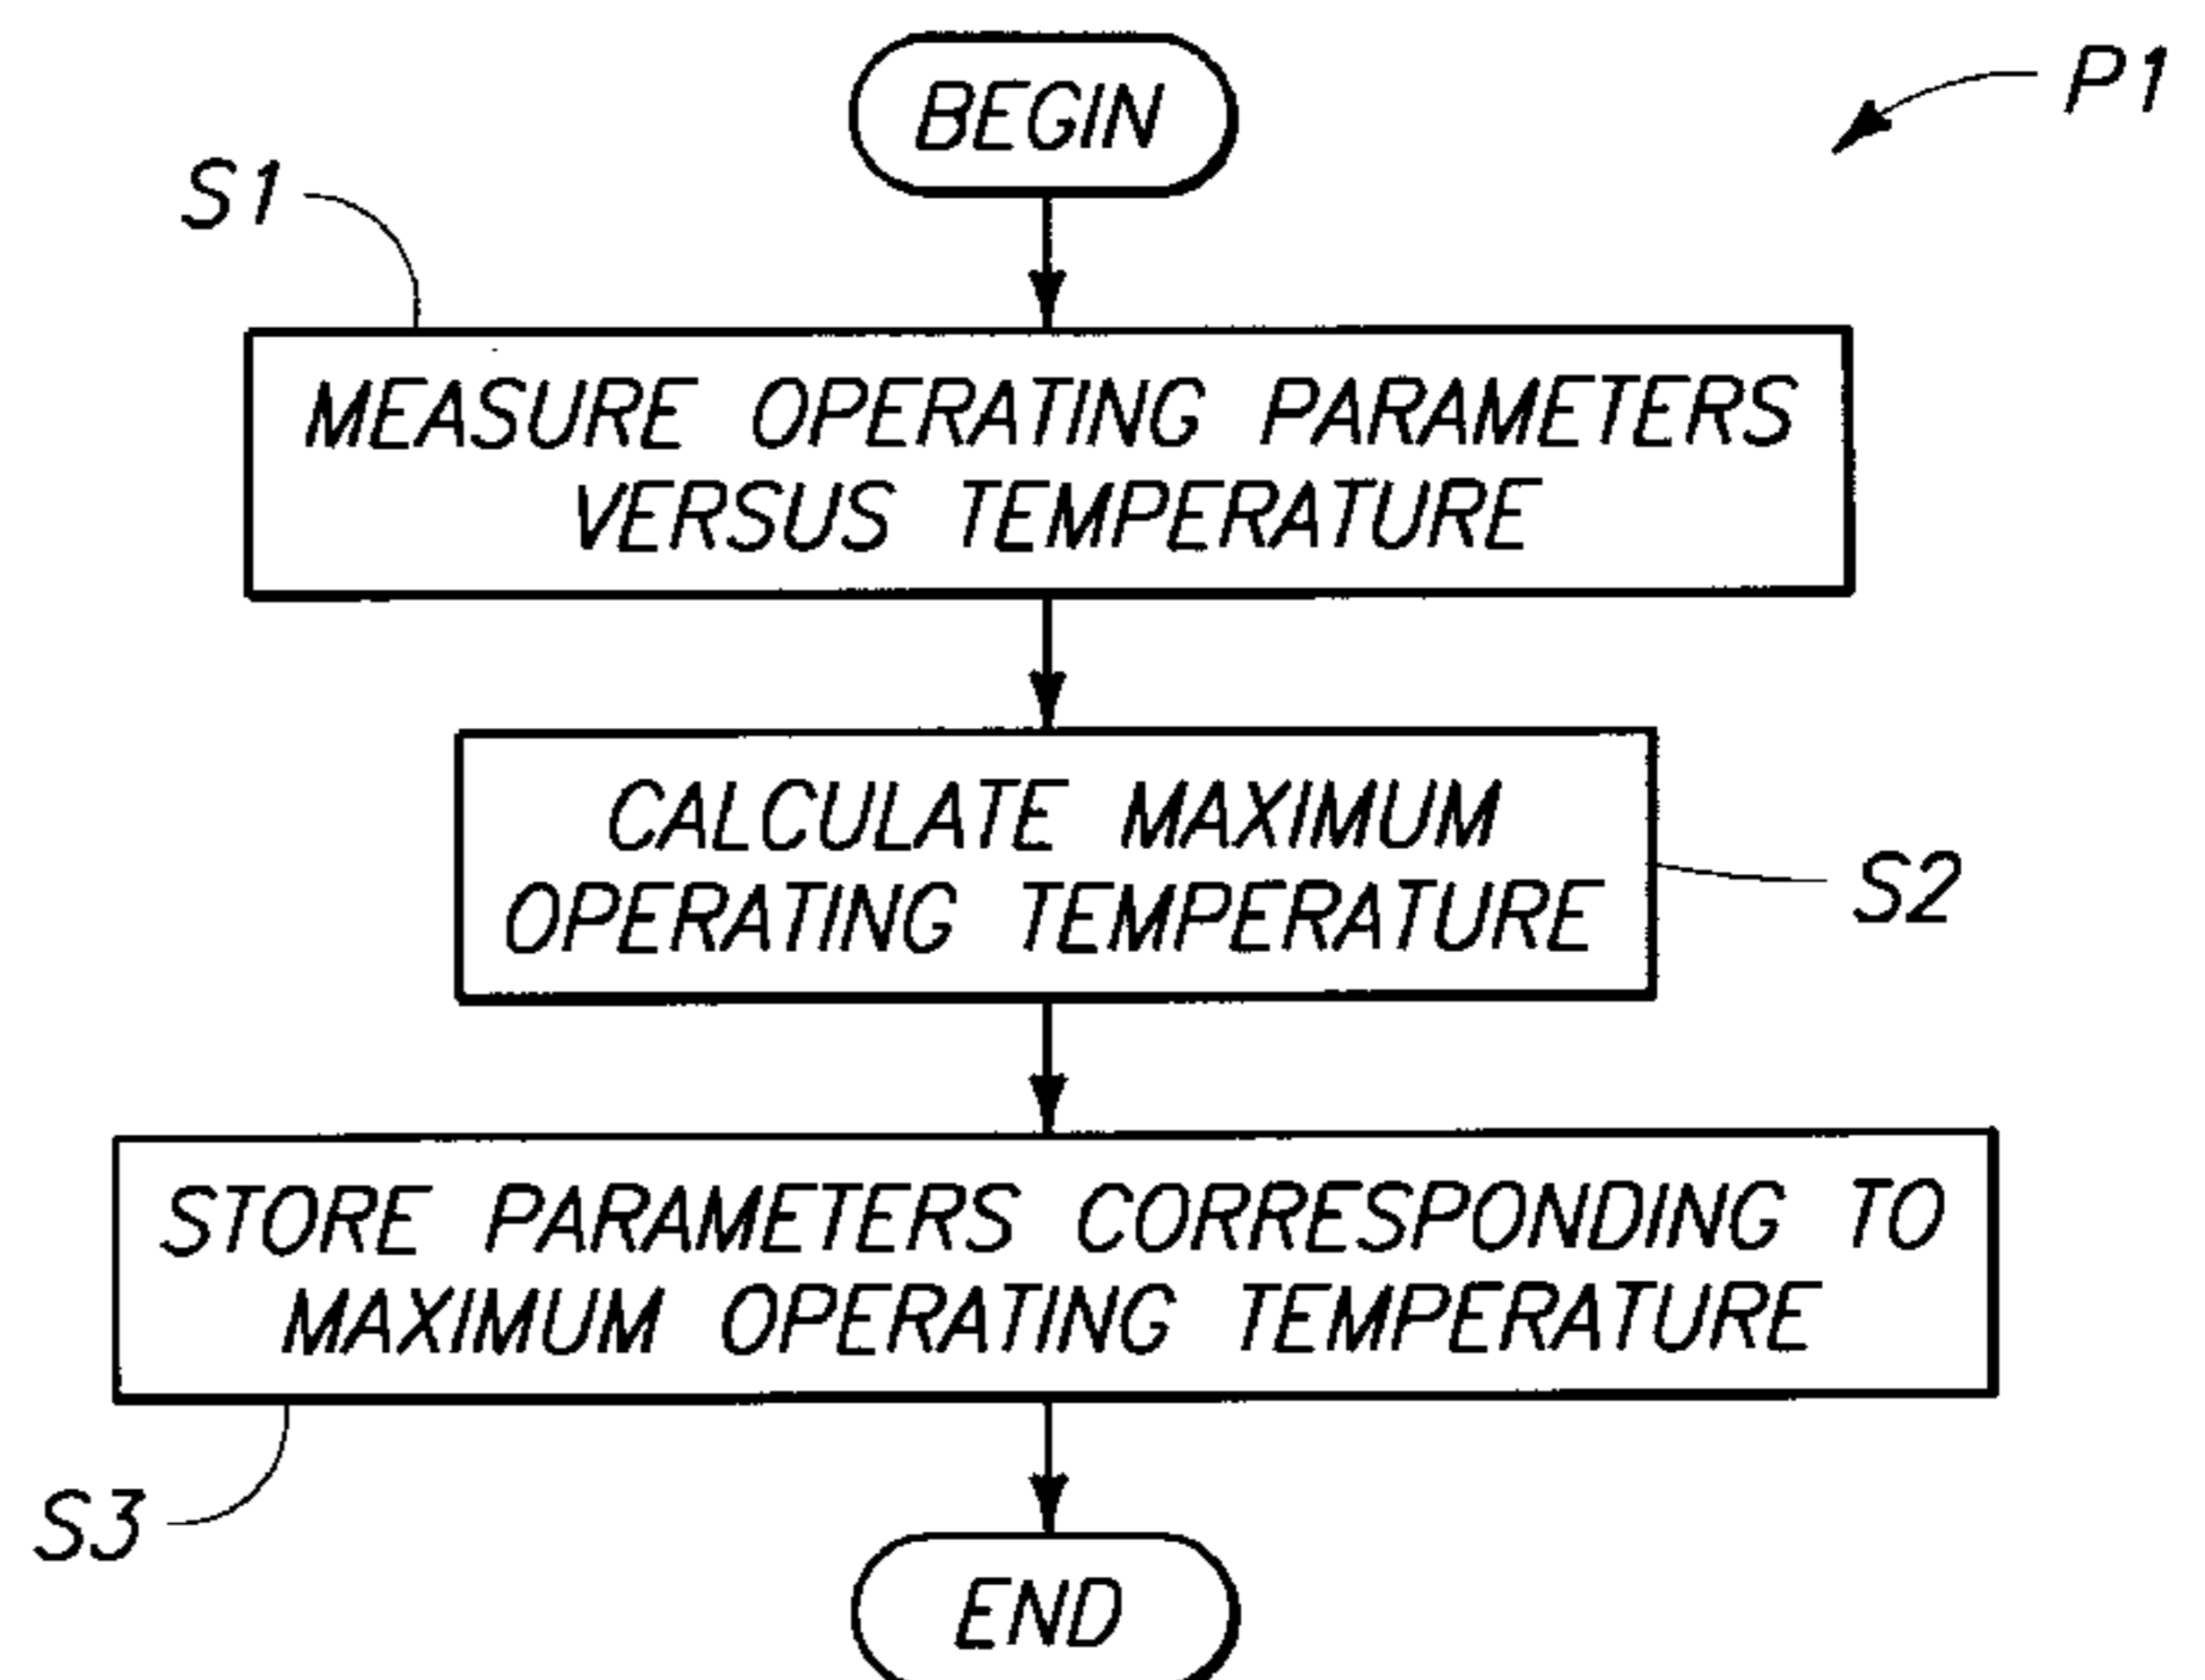 BEGIN
P1
S1
MEASURE OPERATING PARAMETERS
VERSUS TEMPERATURE
CALCULATE MAXIMUM
OPERATING TEMPERATURE
S2
STORE PARAMETERS CORRESPONDING TO
MAXIMUM OPERATING TEMPERATURE
S3
END